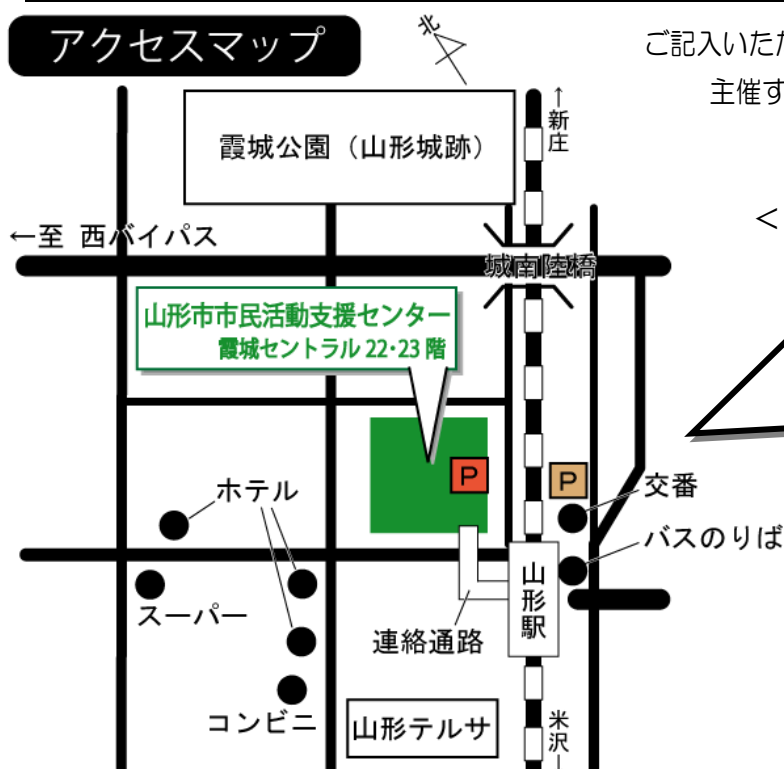 アクセスマップ
北
ご記入いただ
主催す
<
霞城公園（山形城跡）
↑新庄
←至 西バイパス
城南陸橋
山形市市民活動支援センター
霞城セントラル 22・23 階
P
P
交番
ホテル
バスのりば
山形駅
スーパー
連絡通路
コンビニ
山形テルサ
米沢